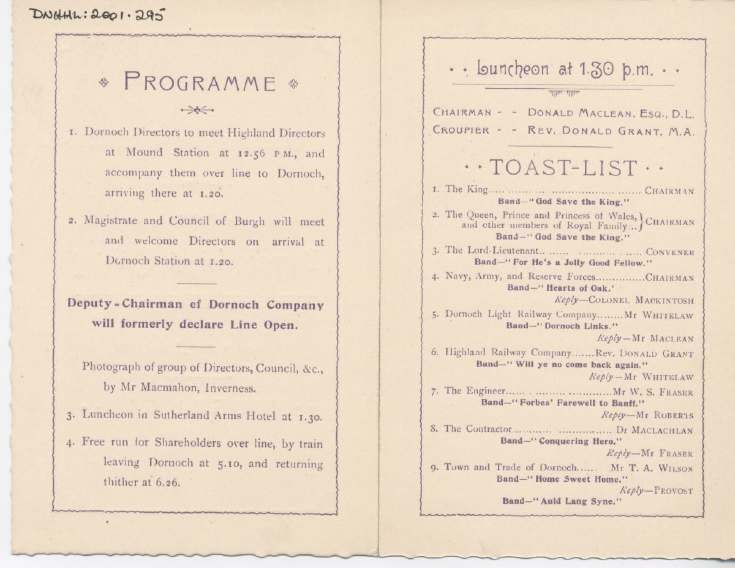 DNHHL: 2001.295
PROGRAMME
1. Dornoch Directors to meet Highland Directors
at Mound Station at 12.56 P.M., and
accompany them over line to Dornoch,
arriving there at 1.20.
2. Magistrate and Council of Burgh will meet
and welcome Directors on arrival at
Dornoch Station at 1.20.
Deputy-Chairman of Dornoch Company
will formerly declare Line Open.
Photograph of group of Directors, Council, &c.,
by Mr Macmahon, Inverness.
3. Luncheon in Sutherland Arms Hotel at 1.30.
4. Free run for Shareholders over line, by train
leaving Dornoch at 5.10, and returning
thither at 6.26.
Luncheon at 1.30 p.m.
CHAIRMAN - - DONALD MACLEAN, ESQ., D.L.
CROUPIER - - REV. DONALD GRANT, M.A.
TOAST-LIST
1. The King........................................ CHAIRMAN
Band—"God Save the King."
2. The Queen, Prince and Princess of Wales,
and other members of Royal Family .. } CHAIRMAN
Band—"God Save the King."
3. The Lord-Lieutenant............................ CONVENER
Band—"For He's a Jolly Good Fellow."
4. Navy, Army, and Reserve Forces..............CHAIRMAN
Band—"Hearts of Oak.'
Reply—COLONEL MACKINTOSH
5. Dornoch Light Railway Company........MR WHITELAW
Band—"Dornoch Links."
Reply—MR MACLEAN
6. Highland Railway Company.......REV. DONALD GRANT
Band—"Will ye no come back again."
Reply—MR WHITELAW
7. The Engineer............................MR W. S. FRASER
Band—"Forbes' Farewell to Banff."
Reply—MR ROBERTS
8. The Contractor............................ DR MACLACHLAN
Band—"Conquering Hero."
Reply—MR FRASER
9. Town and Trade of Dornoch..... MR T. A. WILSON
Band—"Home Sweet Home."
Reply—PROVOST
Band—"Auld Lang Syne."